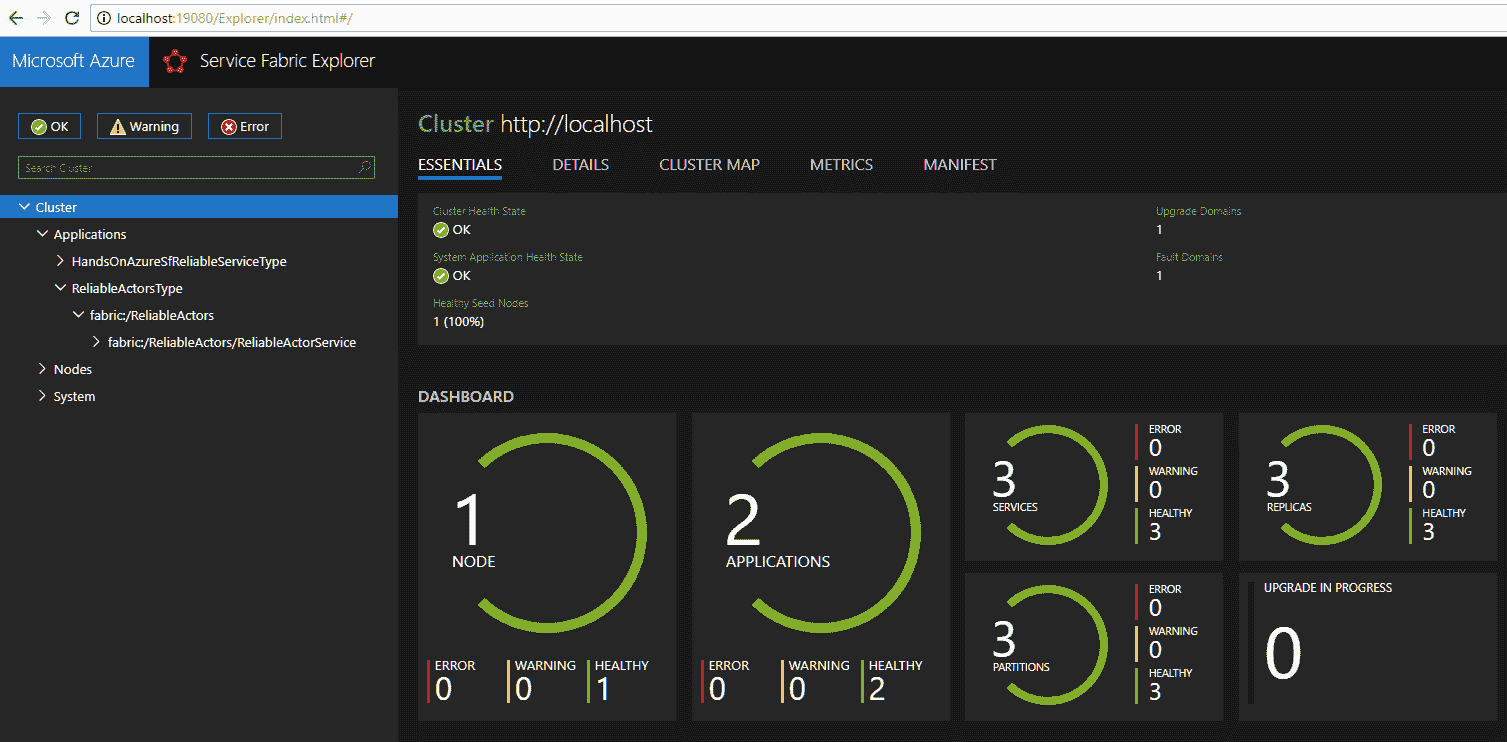 localhost:19080/Explorer/index.html#/
Microsoft Azure
Service Fabric Explorer
OK
Warning
Error
Search Cluster
Cluster
Applications
HandsOnAzureSfReliableServiceType
ReliableActorsType
fabric:/ReliableActors
fabric:/ReliableActors/ReliableActorService
Nodes
System
Cluster http://localhost
ESSENTIALS DETAILS CLUSTER MAP METRICS MANIFEST
Cluster Health State
OK
System Application Health State
OK
Healthy Seed Nodes
1 (100%)
Upgrade Domains
1
Fault Domains
1
DASHBOARD
1
NODE
ERROR WARNING HEALTHY
0 0 1
2
APPLICATIONS
ERROR WARNING HEALTHY
0 0 2
3
SERVICES
ERROR
0
WARNING
0
HEALTHY
3
3
REPLICAS
ERROR
0
WARNING
0
HEALTHY
3
3
PARTITIONS
ERROR
0
WARNING
0
HEALTHY
3
UPGRADE IN PROGRESS
0